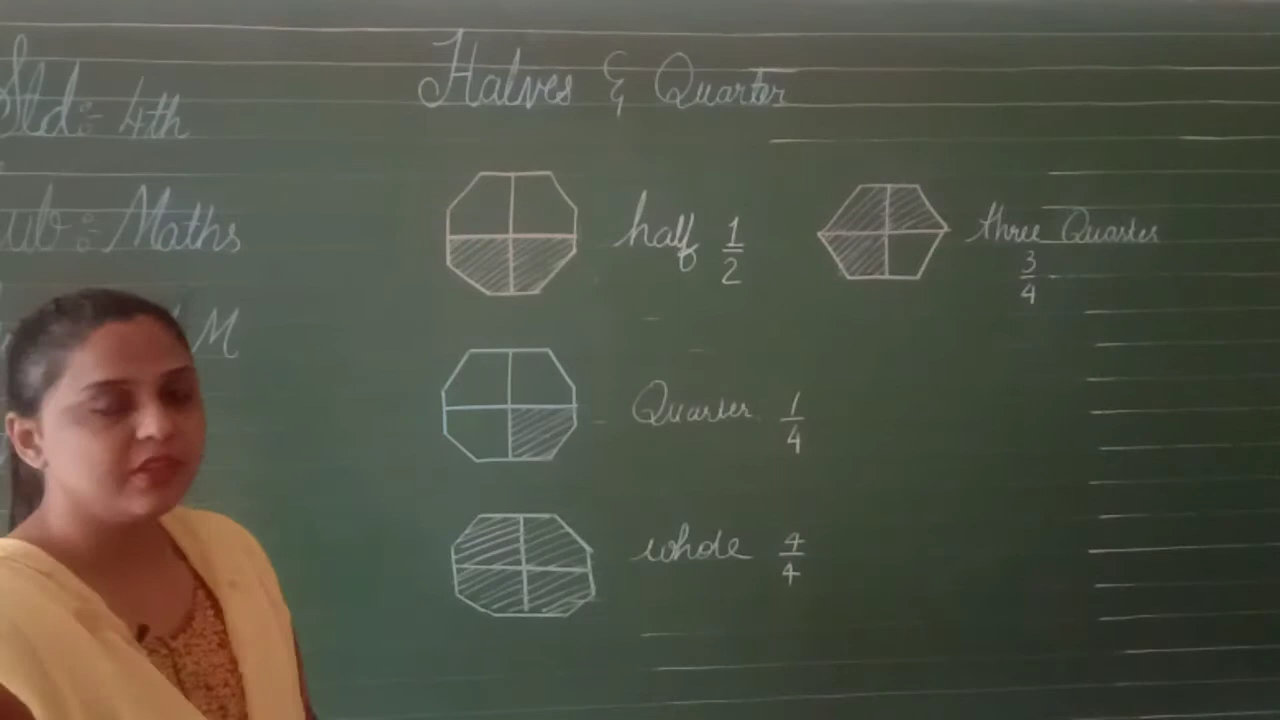 Halves & Quarter
Std :- 4th
Sub :- Maths
M
half 1/2
three Quarter
3/4
Quarter 1/4
whole 4/4